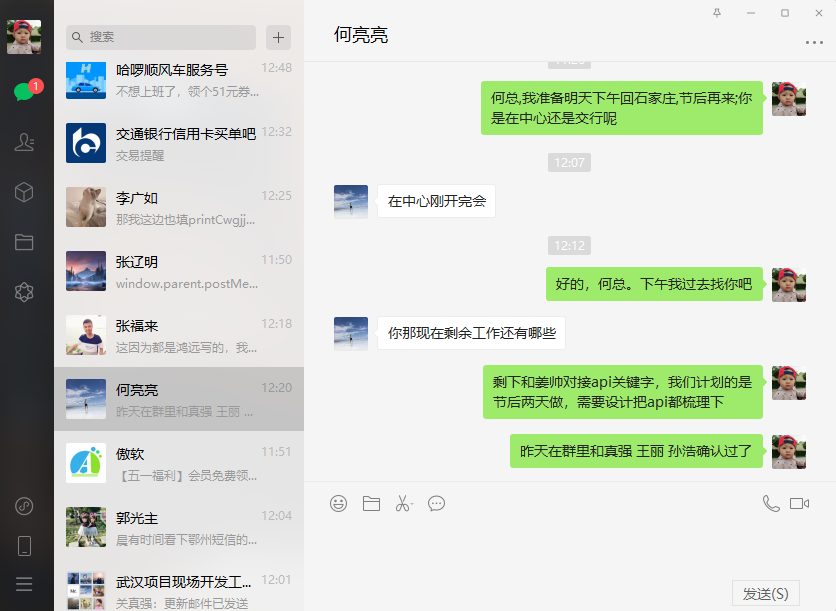 1
搜索
哈啰顺风车服务号
12:48
不想上班了，领个51元券...
交通银行信用卡买单吧
12:32
交易提醒
李广如
12:25
那我这边也填printCwgjj...
张辽明
11:50
window.parent.postMe...
张福来
12:18
这因为都是鸿远写的，我...
何亮亮
12:20
昨天在群里和真强 王丽 ...
傲软
11:51
【五一福利】会员免费领...
郭光主
12:04
晨有时间看下鄂州短信的...
武汉项目现场开发工...
12:01
关真强：更新邮件已发送
何亮亮
何总,我准备明天下午回石家庄,节后再来;你
是在中心还是交行呢
12:07
在中心刚开完会
12:12
好的，何总。下午我过去找你吧
你那现在剩余工作还有哪些
剩下和姜帅对接api关键字，我们计划的是
节后两天做，需要设计把api都梳理下
昨天在群里和真强 王丽 孙浩确认过了
发送(S)